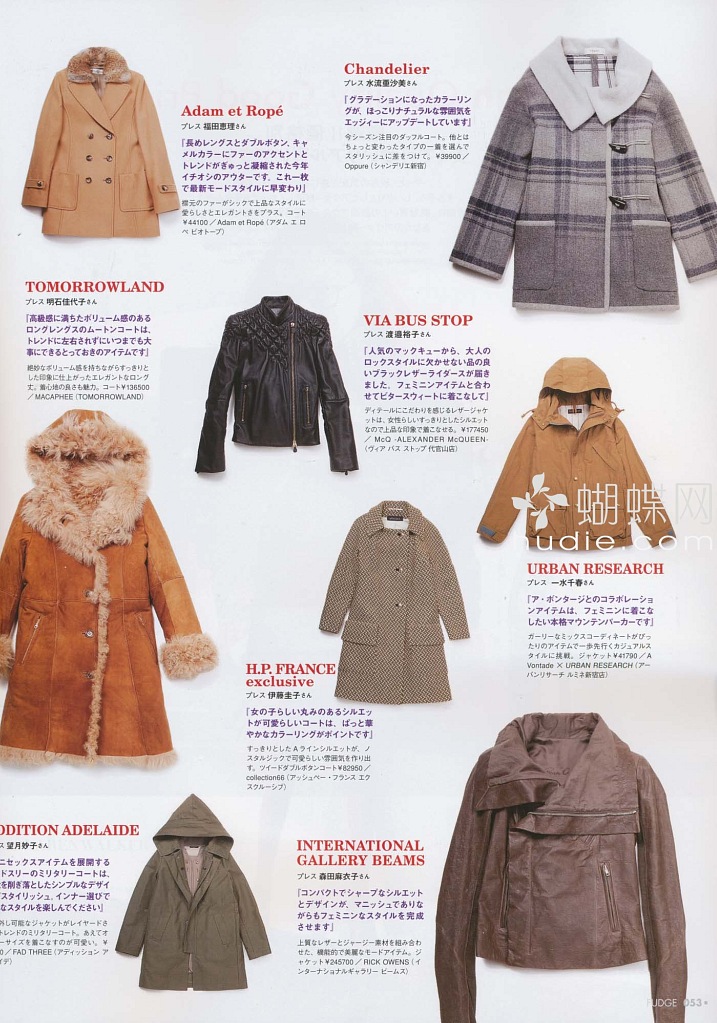 Adam et Ropé
プレス 福田恵理さん
『長めレングスとダブルボタン、キャ
メルカラーにファーのアクセントと
トレンドがぎゅっと凝縮された今年
イチオシのアウターです。これ一枚
で最新モードスタイルに早変わり』
襟元のファーがシックで上品なスタイルに
愛らしさとエレガントさをプラス。コート
¥44100／Adam et Ropé（アダム エ ロ
ペ ビオトープ）
Chandelier
プレス 水流亜沙美さん
『グラデーションになったカラーリン
グが、ほっこりナチュラルな雰囲気を
エッジィーにアップデートしています』
今シーズン注目のダッフルコート。他とは
ちょっと変わったタイプの一着を選んで
スタリッシュに差をつけて。¥39900／
Oppure（シャンデリエ新宿）
TOMORROWLAND
プレス 明石佳代子さん
『高級感に満ちたボリューム感のある
ロングレングスのムートンコートは、
トレンドに左右されずにいつまでも大
事にできるとっておきのアイテムです』
絶妙なボリューム感を持ちながらすっきりと
した印象に仕上がったエレガントなロング
丈。着心地の良さも魅力。コート¥136500
／MACAPHEE（TOMORROWLAND）
VIA BUS STOP
プレス 渡邉裕子さん
『人気のマックキューから、大人の
ロックスタイルに欠かせない品の良
いブラックレザーライダースが届き
ました。フェミニンアイテムと合わ
せてビタースウィートに着こなして』
ディテールにこだわりを感じるレザージャケ
ットは、女性らしいすっきりとしたシルエット
なので上品な印象で着こなせる。¥177450
／ McQ -ALEXANDER McQUEEN-
（ヴィア バス ストップ 代官山店）
蝴蝶网
hudie.com
URBAN RESEARCH
プレス 一水千春さん
『ア・ボンタージとのコラボレーショ
ンアイテムは、フェミニンに着こな
したい本格マウンテンパーカーです』
ガーリーなミックスコーディネートがぴっ
たりのアイテムで一歩先行くカジュアルス
タイルに挑戦。ジャケット¥41790／A
Vontade × URBAN RESEARCH（アー
バンリサーチ ルミネ新宿店）
H.P. FRANCE
exclusive
プレス 伊藤圭子さん
『女の子らしい丸みのあるシルエッ
トが可愛らしいコートは、ぱっと華
やかなカラーリングがポイントです』
すっきりとした A ラインシルエットが、ノ
スタルジックで可愛らしい雰囲気を作り出
す。ツイードダブルボタンコート¥82950／
collection66（アッシュペー・フランス エク
スクルーシブ）
DDITION ADELAIDE
ス 望月妙子さん
ニセックスアイテムを展開する
ドスリーのミリタリーコートは、
を削ぎ落としたシンプルなデザイ
がスタイリッシュ。インナー選びで
なスタイルを楽しんでください』
外し可能なジャケットがレイヤードさ
トレンドのミリタリーコート。あえてオ
ーサイズを着こなすのが可愛い。¥
0／FAD THREE（アディッション ア
イデ）
INTERNATIONAL
GALLERY BEAMS
プレス 森田麻衣子さん
『コンパクトでシャープなシルエット
とデザインが、マニッシュでありな
がらもフェミニンなスタイルを完成
させます』
上質なレザーとジャージー素材を組み合わ
せた、機能的で美麗なモードアイテム。ジ
ャケット¥245700／RICK OWENS（イ
ンターナショナルギャラリー ビームス）
FUDGE 053